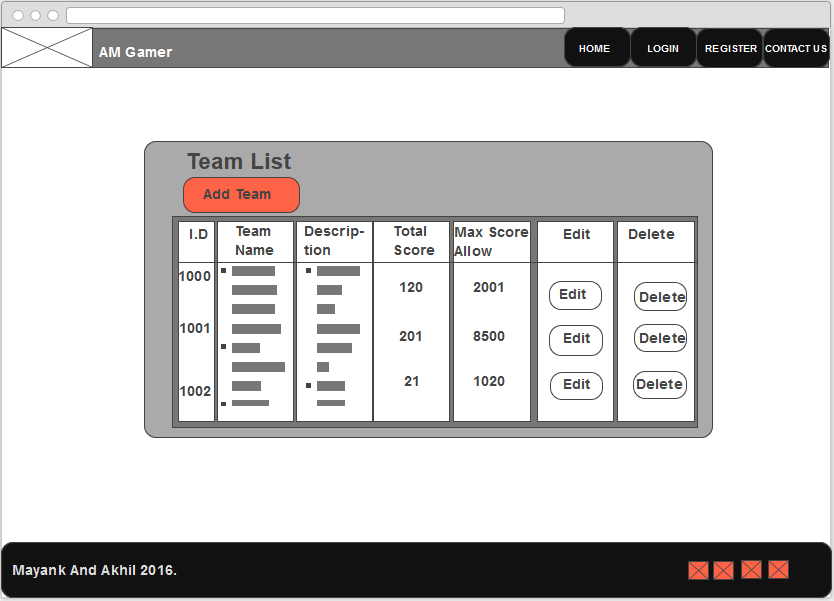 AM Gamer
HOME LOGIN REGISTER CONTACT US
Team List
Add Team
I.D Team Name Descrip-tion Total Score Max Score Allow Edit Delete
1000 120 2001 Edit Delete
1001 201 8500 Edit Delete
1002 21 1020 Edit Delete
Mayank And Akhil 2016.